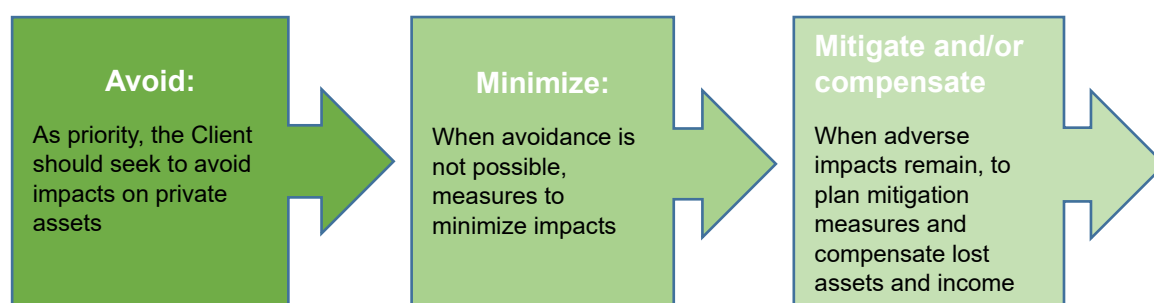 Avoid:
As priority, the Client
should seek to avoid
impacts on private
assets
Minimize:
When avoidance is
not possible,
measures to
minimize impacts
Mitigate and/or
compensate
When adverse
impacts remain, to
plan mitigation
measures and
compensate lost
assets and income